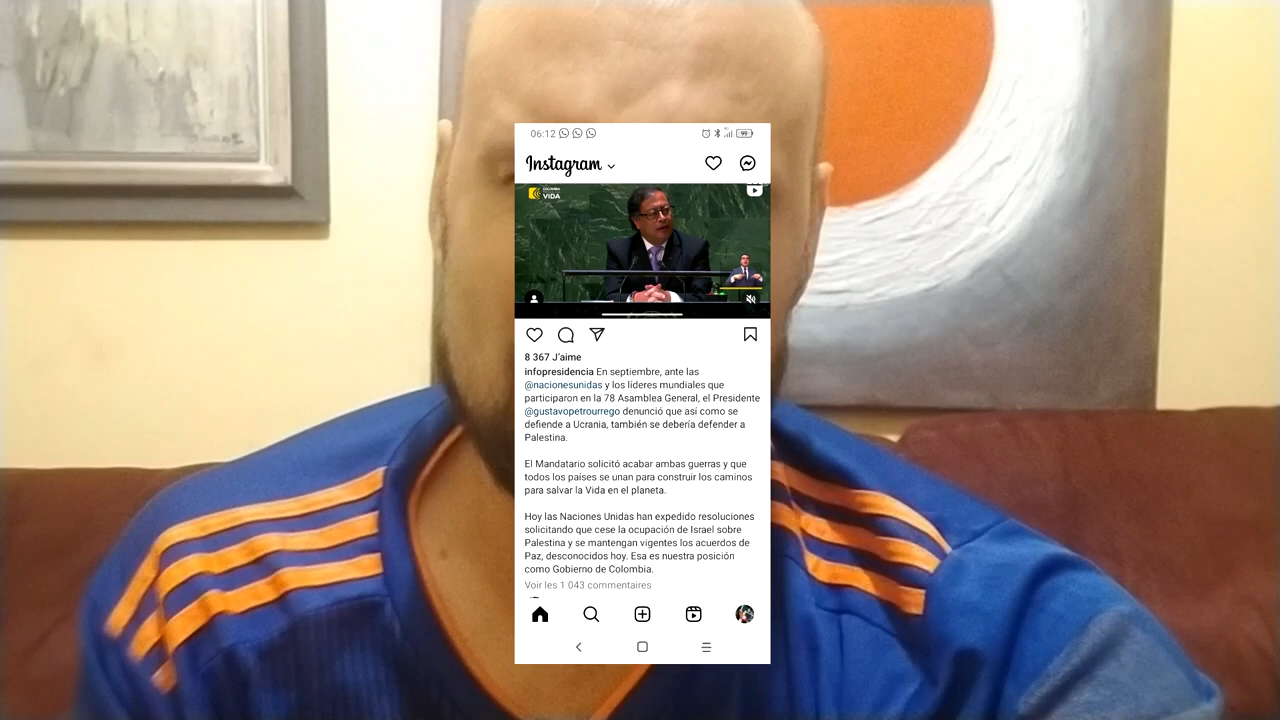 06:12
99
Instagram
COLOMBIA
VIDA
8 367 J'aime
infopresidencia En septiembre, ante las
@nacionesunidas y los líderes mundiales que
participaron en la 78 Asamblea General, el Presidente
@gustavopetrourrego denunció que así como se
defiende a Ucrania, también se debería defender a
Palestina.
El Mandatario solicitó acabar ambas guerras y que
todos los países se unan para construir los caminos
para salvar la Vida en el planeta.
Hoy las Naciones Unidas han expedido resoluciones
solicitando que cese la ocupación de Israel sobre
Palestina y se mantengan vigentes los acuerdos de
Paz, desconocidos hoy. Esa es nuestra posición
como Gobierno de Colombia.
Voir les 1 043 commentaires